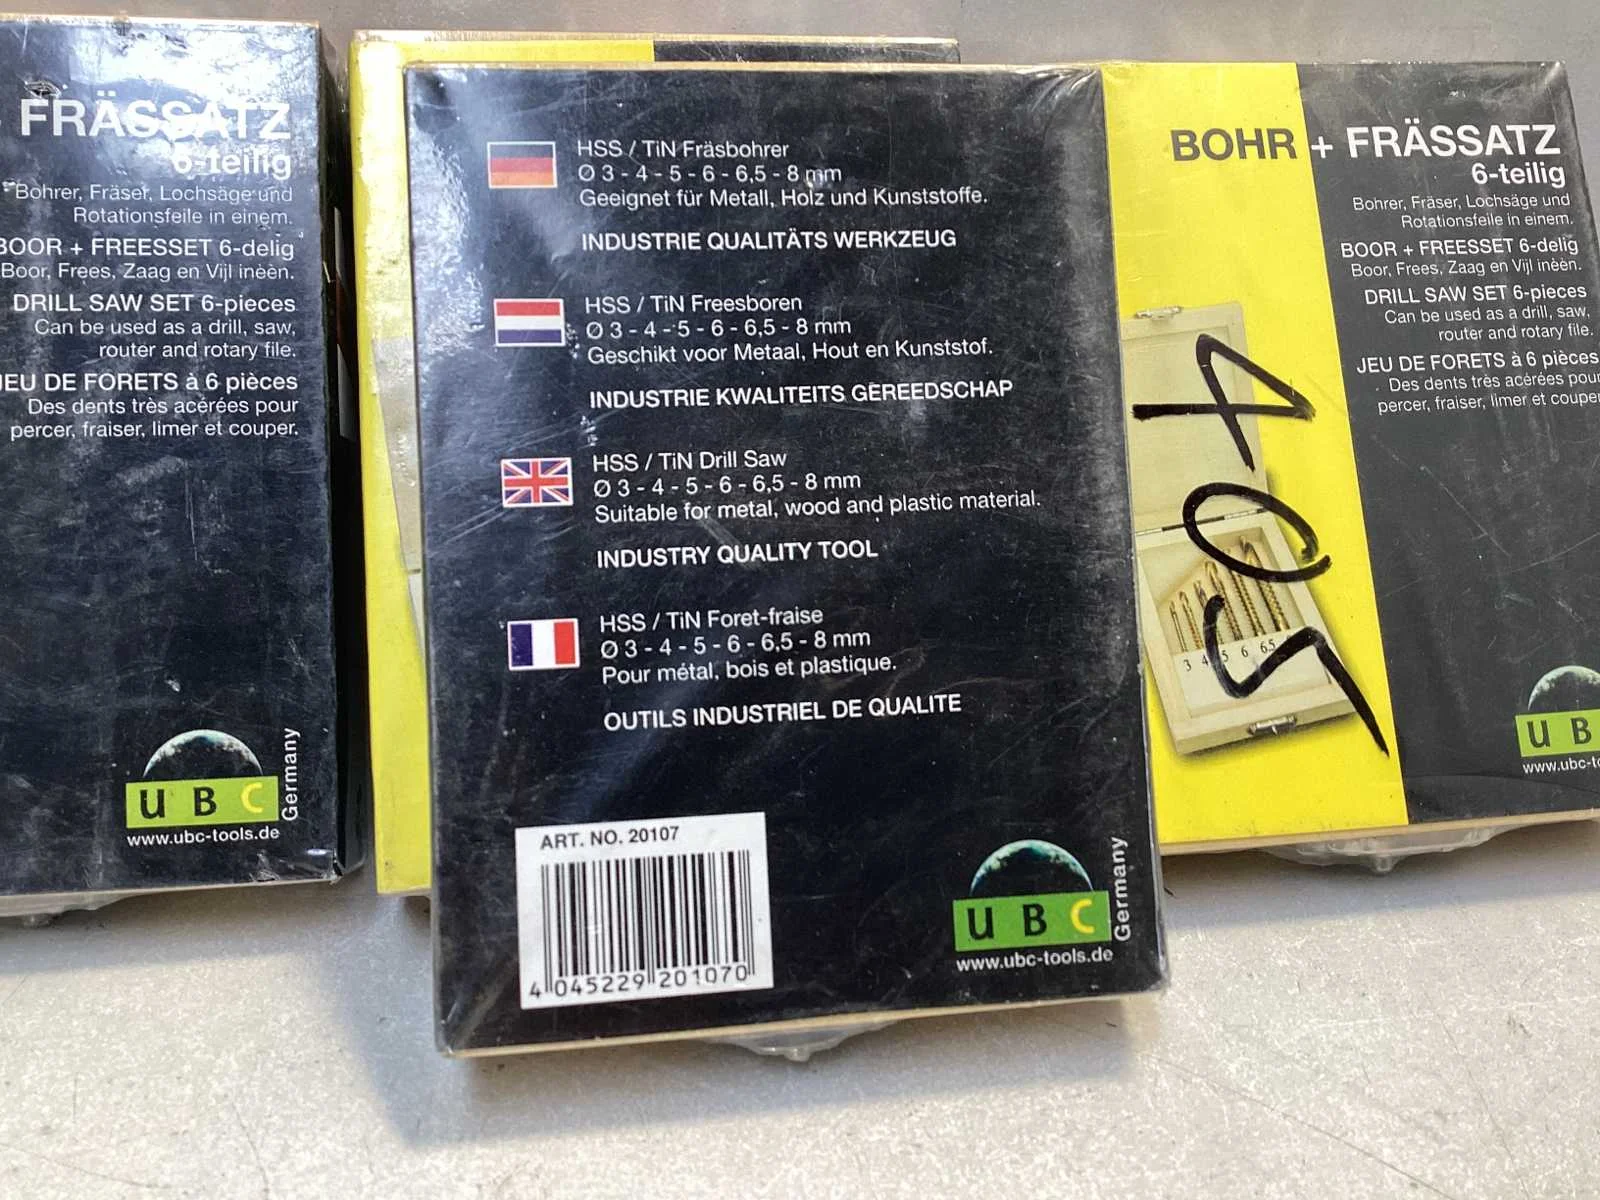 FRÄSSATZ
6-teilig
Bohrer, Fräser, Lochsäge und
Rotationsfeile in einem.
BOOR + FREESSET 6-delig
Boor, Frees, Zaag en Vijl inèèn.
DRILL SAW SET 6-pieces
Can be used as a drill, saw,
router and rotary file.
JEU DE FORETS à 6 pièces
Des dents très acérées pour
percer, fraiser, limer et couper.
U B C
Germany
www.ubc-tools.de
HSS / TiN Fräsbohrer
Ø 3 - 4 - 5 - 6 - 6,5 - 8 mm
Geeignet für Metall, Holz und Kunststoffe.
INDUSTRIE QUALITÄTS WERKZEUG
HSS / TiN Freesboren
Ø 3 - 4 - 5 - 6 - 6,5 - 8 mm
Geschikt voor Metaal, Hout en Kunststof.
INDUSTRIE KWALITEITS GEREEDSCHAP
HSS / TiN Drill Saw
Ø 3 - 4 - 5 - 6 - 6,5 - 8 mm
Suitable for metal, wood and plastic material.
INDUSTRY QUALITY TOOL
HSS / TiN Foret-fraise
Ø 3 - 4 - 5 - 6 - 6,5 - 8 mm
Pour métal, bois et plastique.
OUTILS INDUSTRIEL DE QUALITE
ART. NO. 20107
4 045229 201070
U B C
Germany
www.ubc-tools.de
BOHR + FRÄSSATZ
6-teilig
Bohrer, Fräser, Lochsäge und
Rotationsfeile in einem.
BOOR + FREESSET 6-delig
Boor, Frees, Zaag en Vijl inèèn.
DRILL SAW SET 6-pieces
Can be used as a drill, saw,
router and rotary file.
JEU DE FORETS à 6 pièces
Des dents très acérées pour
percer, fraiser, limer et couper
405
3 4 5 6 6,5
U B
www.ubc-to